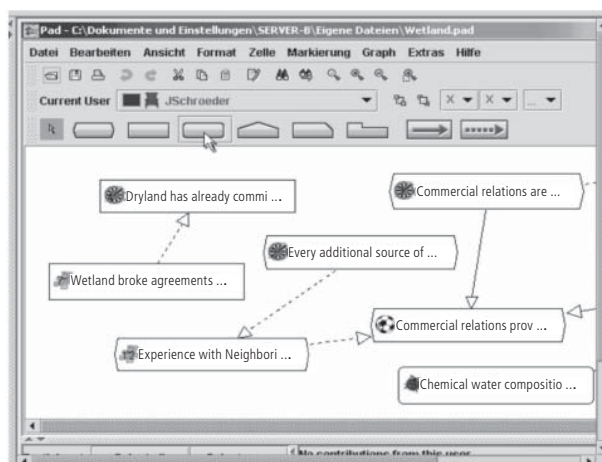 Pad - C:\Dokumente und Einstellungen\SERVER-B\Eigene Dateien\Wetland.pad
Datei Bearbeiten Ansicht Format Zelle Markierung Graph Extras Hilfe
Current User JSchroeder X X ...
Dryland has already commi ...
Commercial relations are ...
Every additional source of ...
Wetland broke agreements ...
Commercial relations prov ...
Experience with Neighbori ...
Chemical water compositio ...
No contributions from this user